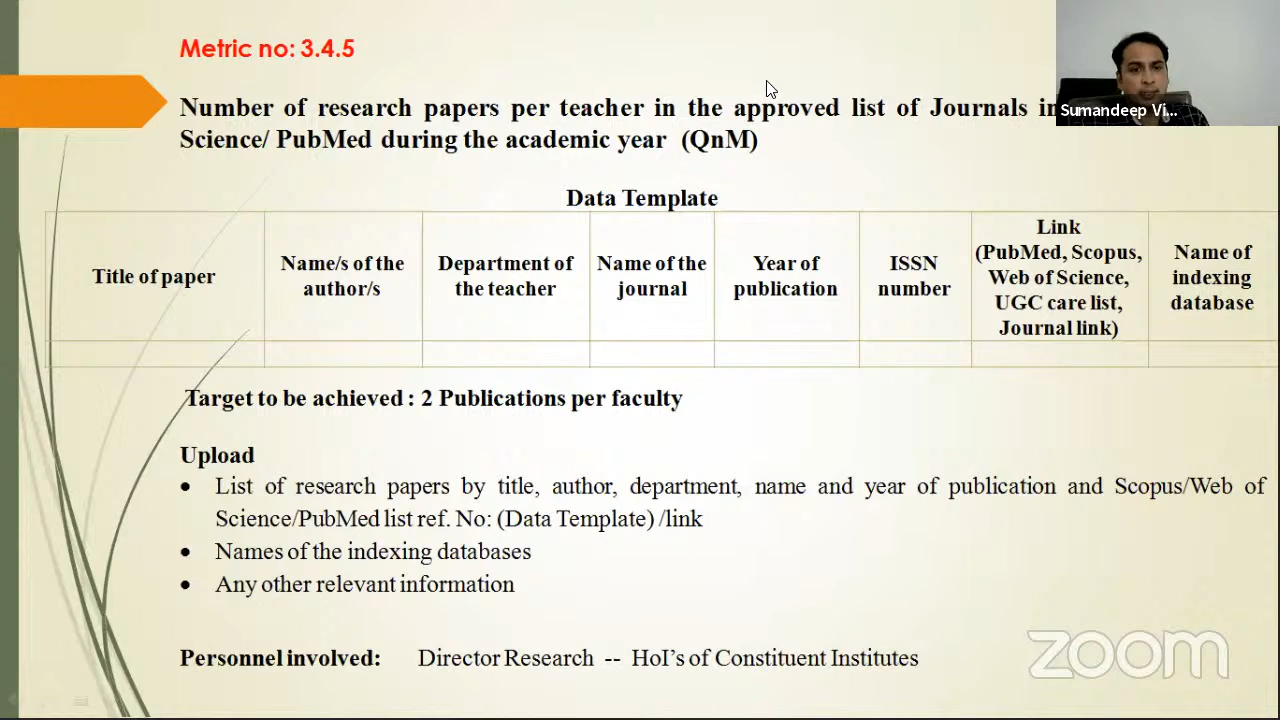 Metric no: 3.4.5
Number of research papers per teacher in the approved list of Journals in
Science/ PubMed during the academic year (QnM)
Sumandeep Vi...
Data Template
Title of paper
Name/s of the
author/s
Department of
the teacher
Name of the
journal
Year of
publication
ISSN
number
Link
(PubMed, Scopus,
Web of Science,
UGC care list,
Journal link)
Name of
indexing
database
Target to be achieved : 2 Publications per faculty
Upload
• List of research papers by title, author, department, name and year of publication and Scopus/Web of
Science/PubMed list ref. No: (Data Template) /link
• Names of the indexing databases
• Any other relevant information
Personnel involved: Director Research -- HoI’s of Constituent Institutes
zoom